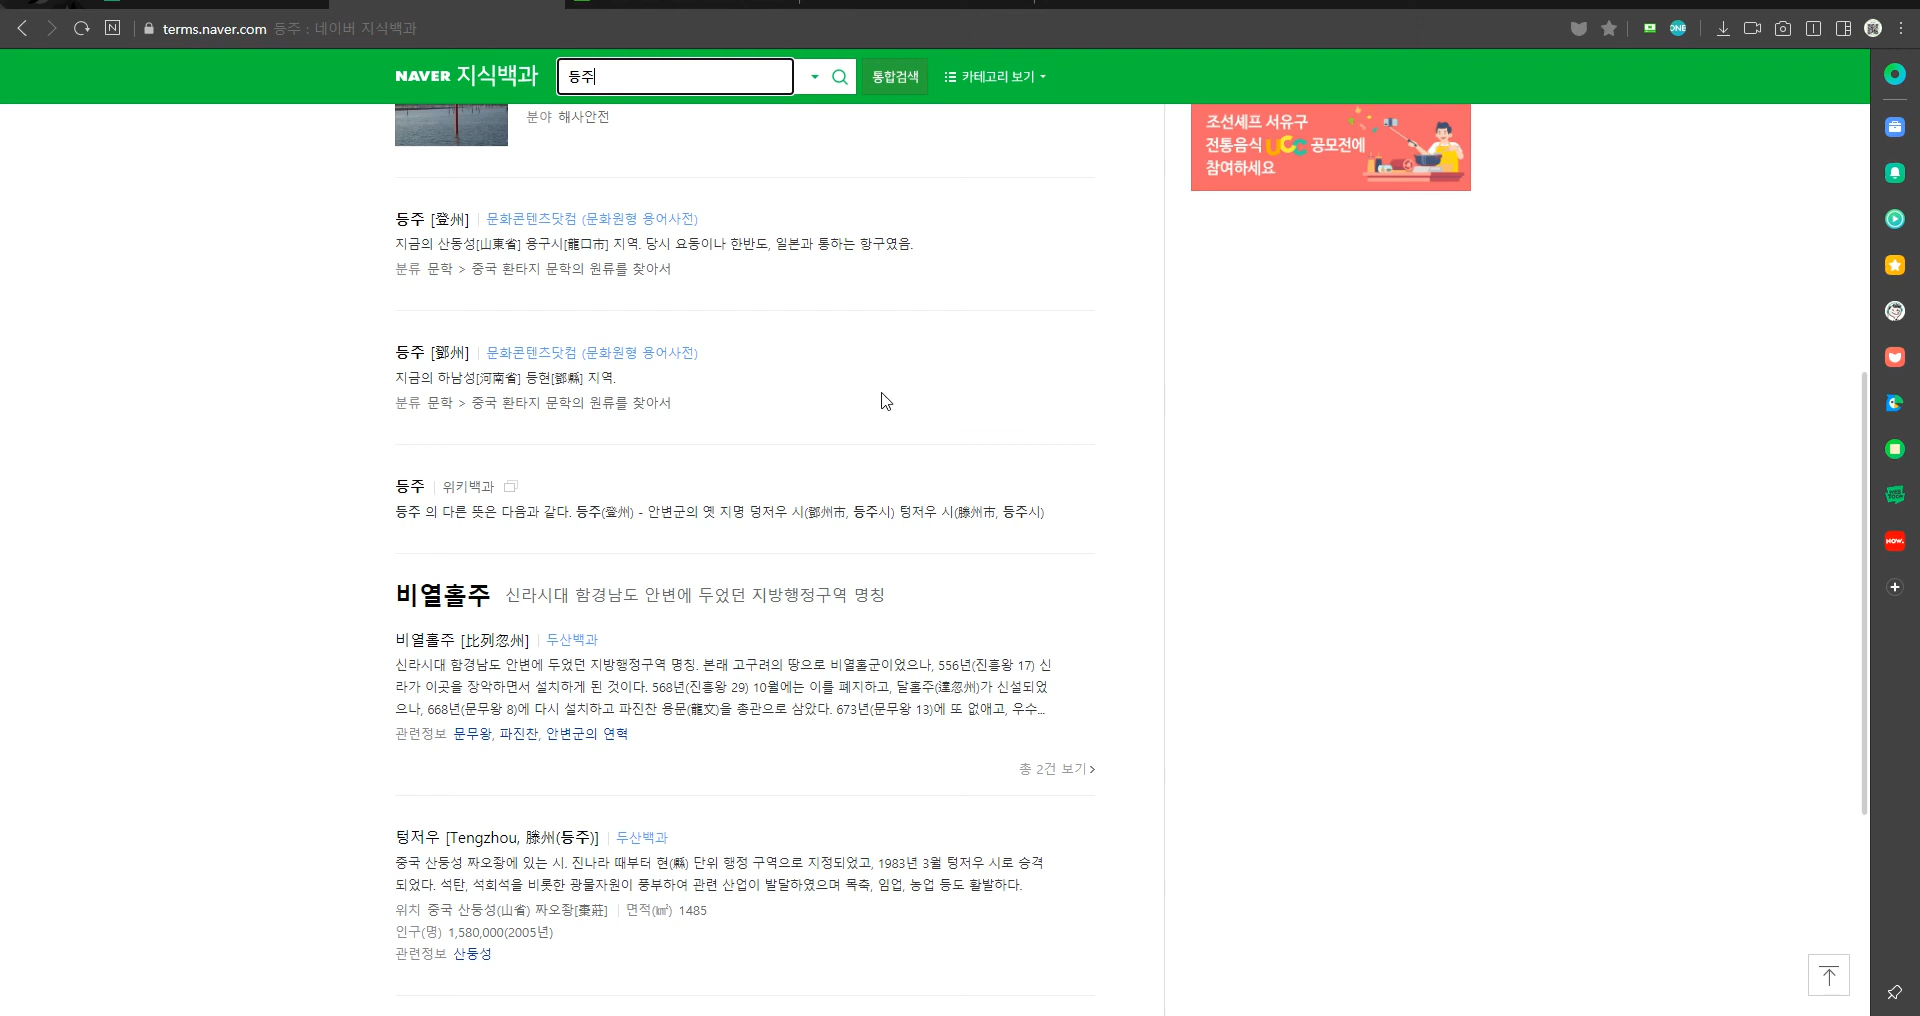 terms.naver.com 등주 : 네이버 지식백과
NAVER 지식백과
등주
통합검색
카테고리 보기
분야 해사안전
조선셰프 서유구
전통음식 UCC 공모전에
참여하세요
등주 [登州] 문화콘텐츠닷컴 (문화원형 용어사전)
지금의 산동성[山東省] 용구시[龍口市] 지역. 당시 요동이나 한반도, 일본과 통하는 항구였음.
분류 문학 > 중국 환타지 문학의 원류를 찾아서
등주 [鄧州] 문화콘텐츠닷컴 (문화원형 용어사전)
지금의 하남성[河南省] 등현[鄧縣] 지역.
분류 문학 > 중국 환타지 문학의 원류를 찾아서
등주 위키백과
등주 의 다른 뜻은 다음과 같다. 등주(登州) - 안변군의 옛 지명 덩저우 시(鄧州市, 등주시) 텅저우 시(滕州市, 등주시)
비열홀주 신라시대 함경남도 안변에 두었던 지방행정구역 명칭
비열홀주 [比列忽州] 두산백과
신라시대 함경남도 안변에 두었던 지방행정구역 명칭. 본래 고구려의 땅으로 비열홀군이었으나, 556년(진흥왕 17) 신
라가 이곳을 장악하면서 설치하게 된 것이다. 568년(진흥왕 29) 10월에는 이를 폐지하고, 달홀주(達忽州)가 신설되었
으나, 668년(문무왕 8)에 다시 설치하고 파진찬 용문(龍文)을 총관으로 삼았다. 673년(문무왕 13)에 또 없애고, 우수...
관련정보 문무왕, 파진찬, 안변군의 연혁
총 2건 보기
텅저우 [Tengzhou, 滕州(등주)] 두산백과
중국 산둥성 짜오좡에 있는 시. 진나라 때부터 현(縣) 단위 행정 구역으로 지정되었고, 1983년 3월 텅저우 시로 승격
되었다. 석탄, 석회석을 비롯한 광물자원이 풍부하여 관련 산업이 발달하였으며 목축, 임업, 농업 등도 활발하다.
위치 중국 산둥성(山省) 짜오좡[棗莊] 면적(㎢) 1485
인구(명) 1,580,000(2005년)
관련정보 산둥성
ONE
WEB
TOON
NOW.